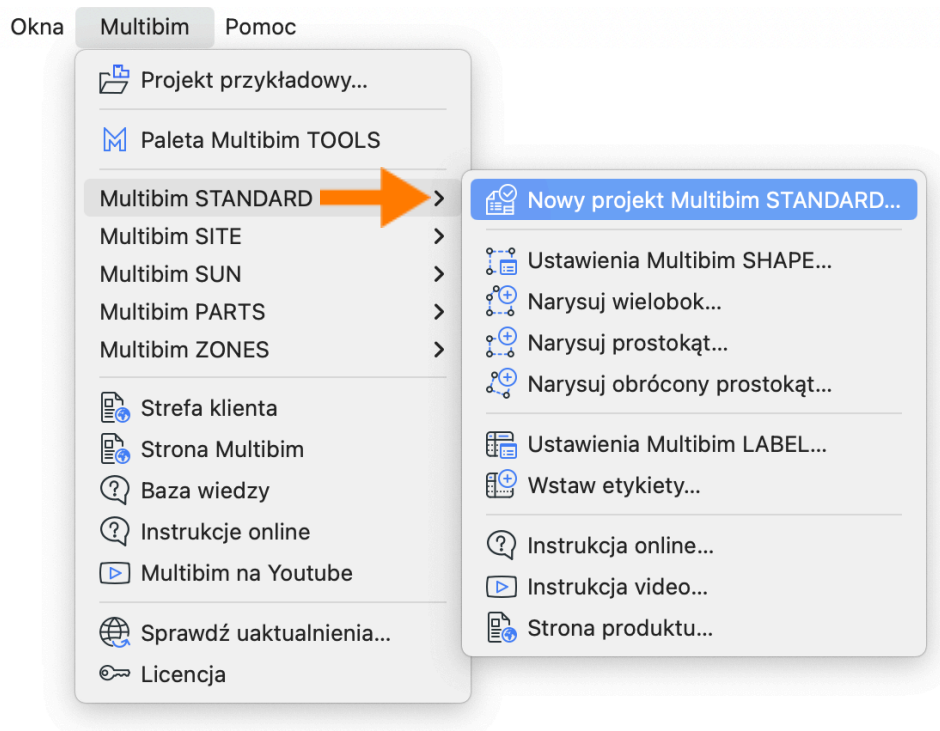 Okna Multibim Pomoc
Projekt przykładowy...
Paleta Multibim TOOLS
Multibim STANDARD
Multibim SITE
Multibim SUN
Multibim PARTS
Multibim ZONES
Strefa klienta
Strona Multibim
Baza wiedzy
Instrukcje online
Multibim na Youtube
Sprawdź uaktualnienia...
Licencja
Nowy projekt Multibim STANDARD...
Ustawienia Multibim SHAPE...
Narysuj wielobok...
Narysuj prostokąt...
Narysuj obrócony prostokąt...
Ustawienia Multibim LABEL...
Wstaw etykiety...
Instrukcja online...
Instrukcja video...
Strona produktu...